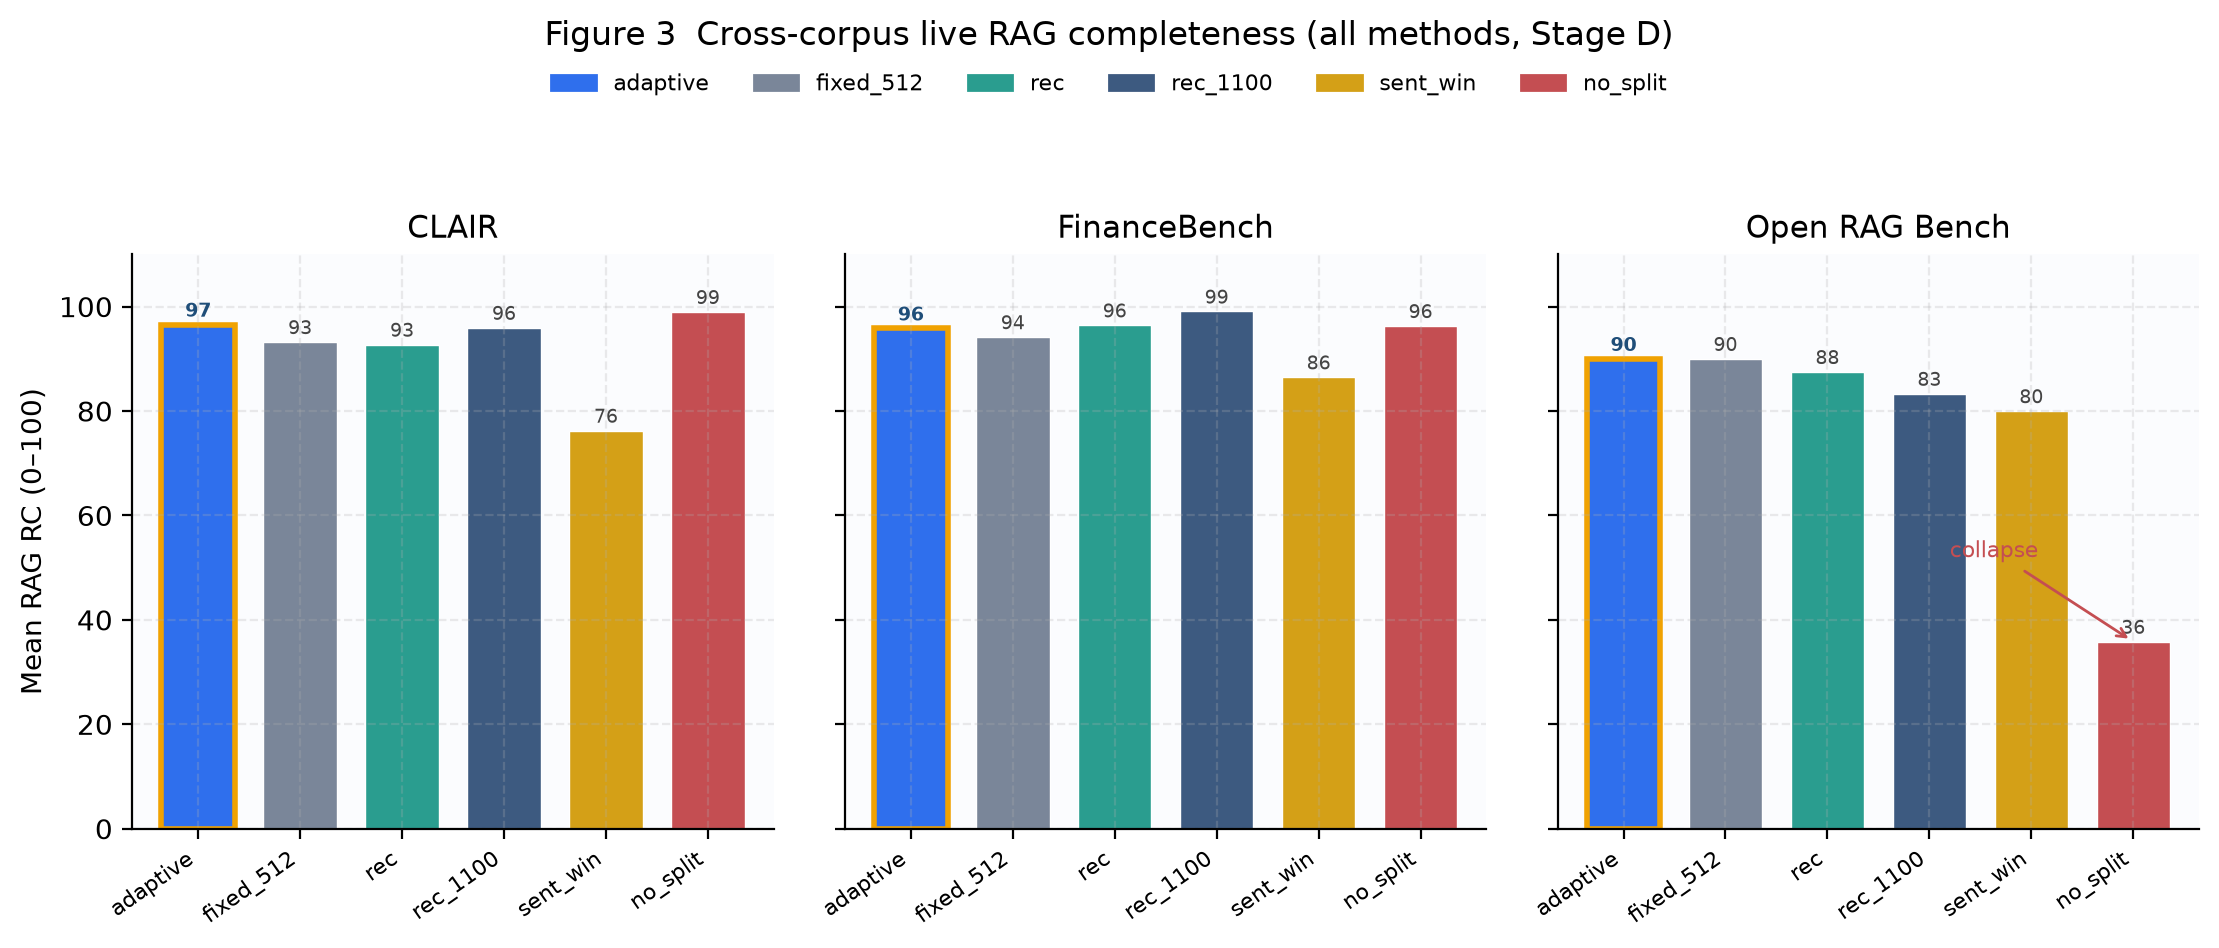 Figure 3  Cross-corpus live RAG completeness (all methods, Stage D)
adaptive fixed_512 rec rec_1100 sent_win no_split
CLAIR
Mean RAG RC (0–100)
100
80
60
40
20
0
97 93 93 96 76 99
adaptive fixed_512 rec rec_1100 sent_win no_split
FinanceBench
96 94 96 99 86 96
adaptive fixed_512 rec rec_1100 sent_win no_split
Open RAG Bench
90 90 88 83 80 36
collapse
adaptive fixed_512 rec rec_1100 sent_win no_split